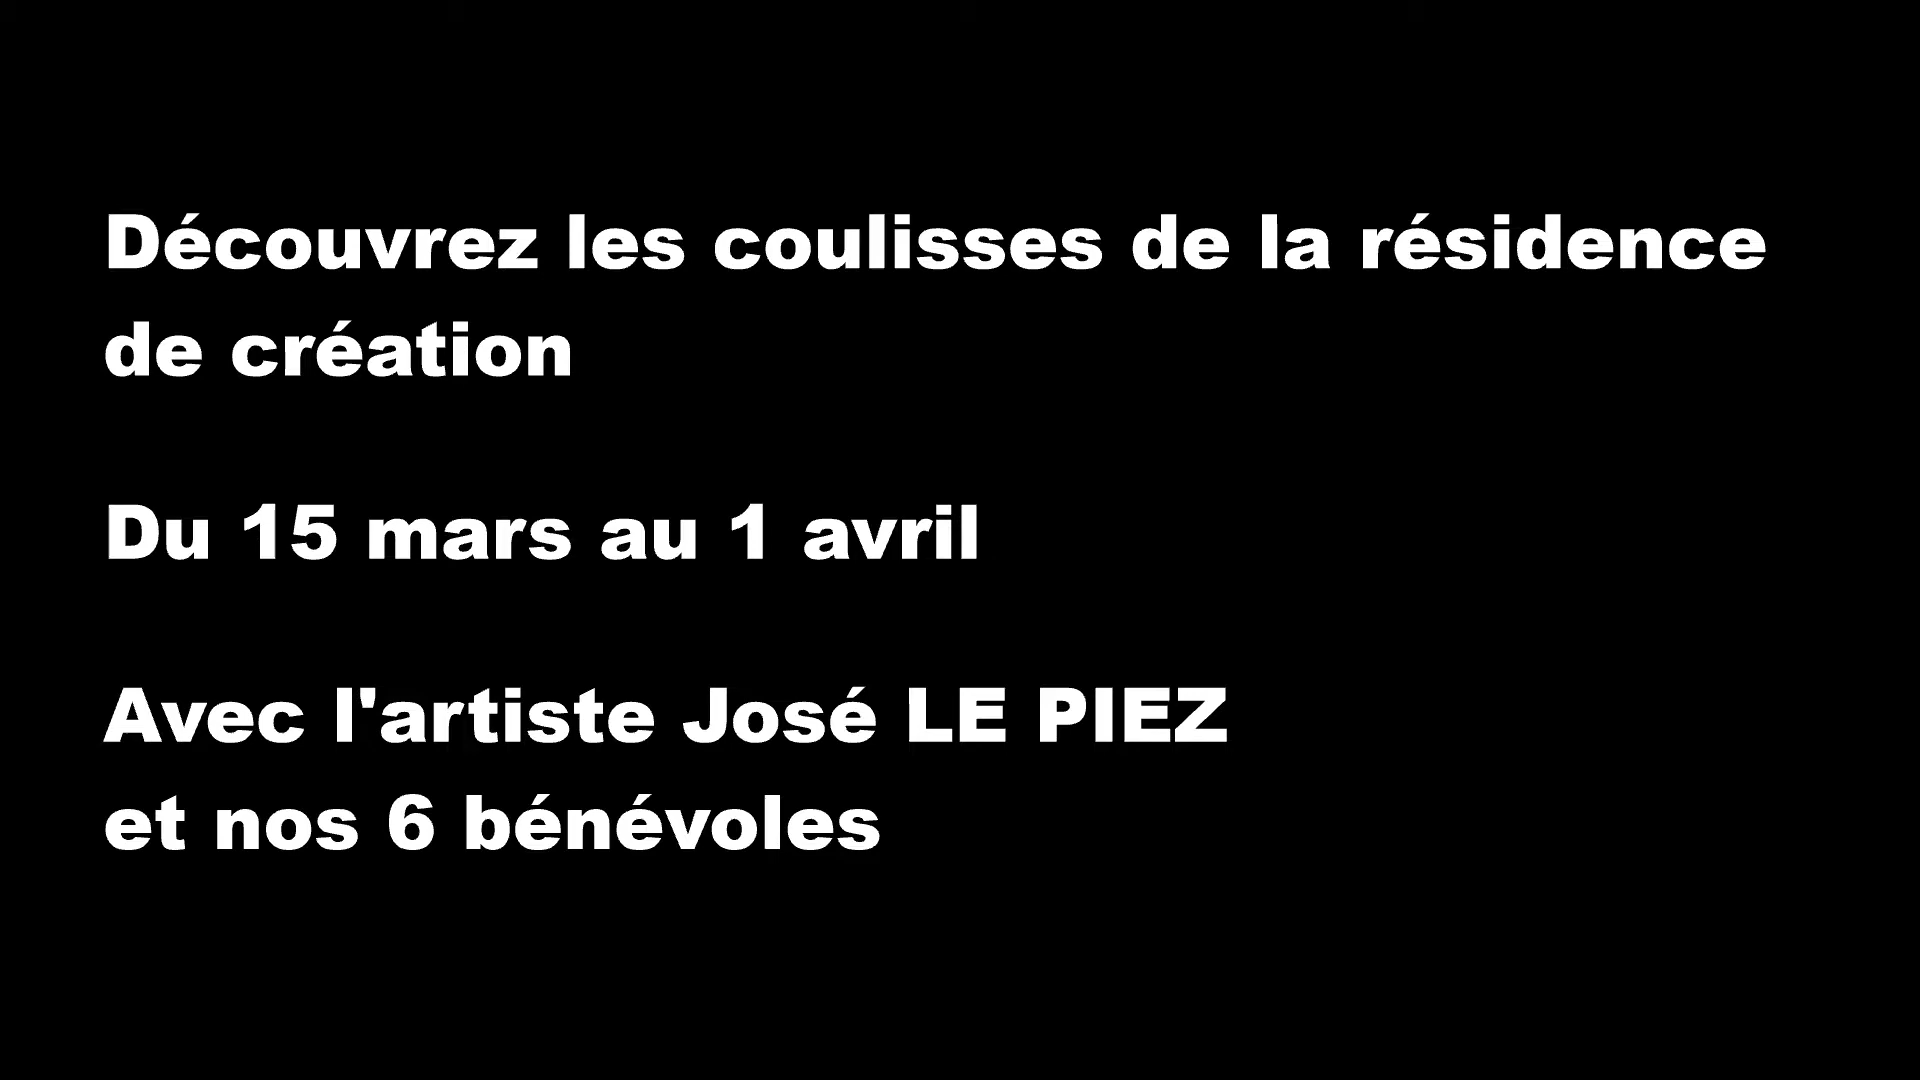 Découvrez les coulisses de la résidence
de création
Du 15 mars au 1 avril
Avec l'artiste José LE PIEZ
et nos 6 bénévoles